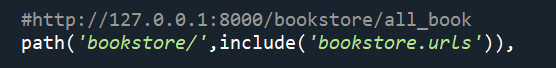 #http://127.0.0.1:8000/bookstore/all_book
path('bookstore/',include('bookstore.urls')),